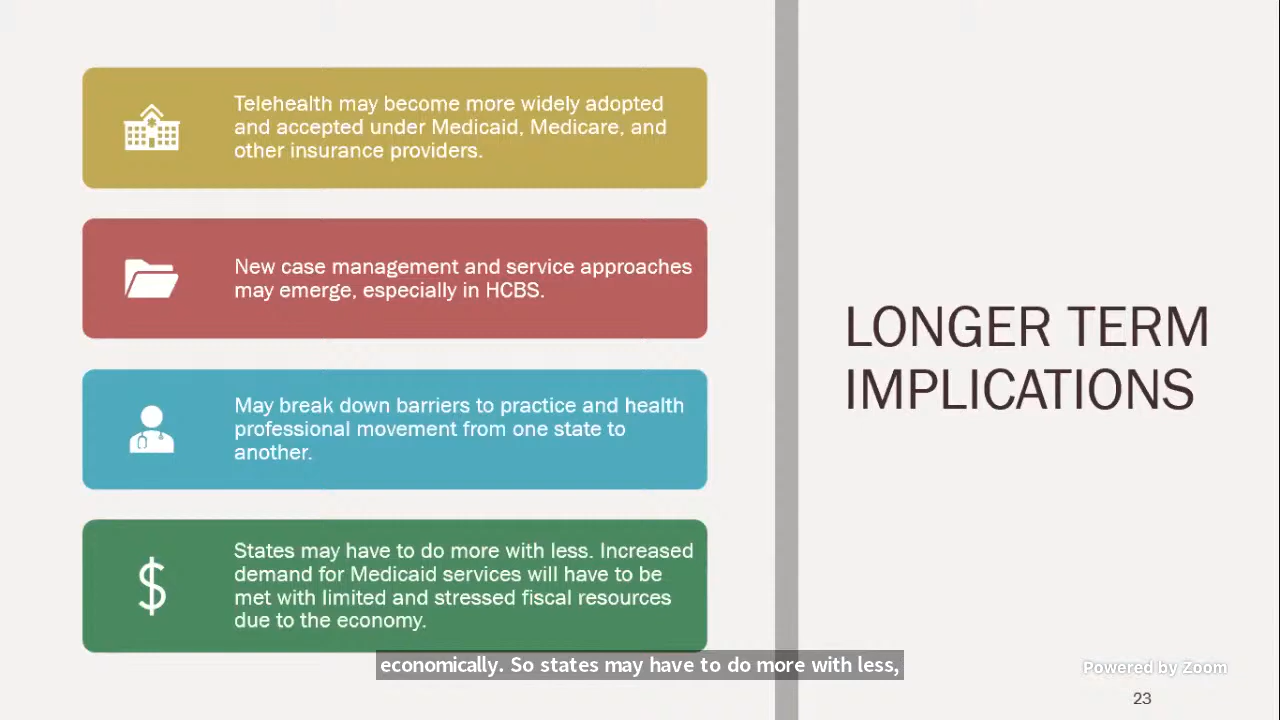 Telehealth may become more widely adopted
and accepted under Medicaid, Medicare, and
other insurance providers.
New case management and service approaches
may emerge, especially in HCBS.
May break down barriers to practice and health
professional movement from one state to
another.
$
States may have to do more with less. Increased
demand for Medicaid services will have to be
met with limited and stressed fiscal resources
due to the economy.
LONGER TERM
IMPLICATIONS
economically. So states may have to do more with less,
Powered by Zoom
23